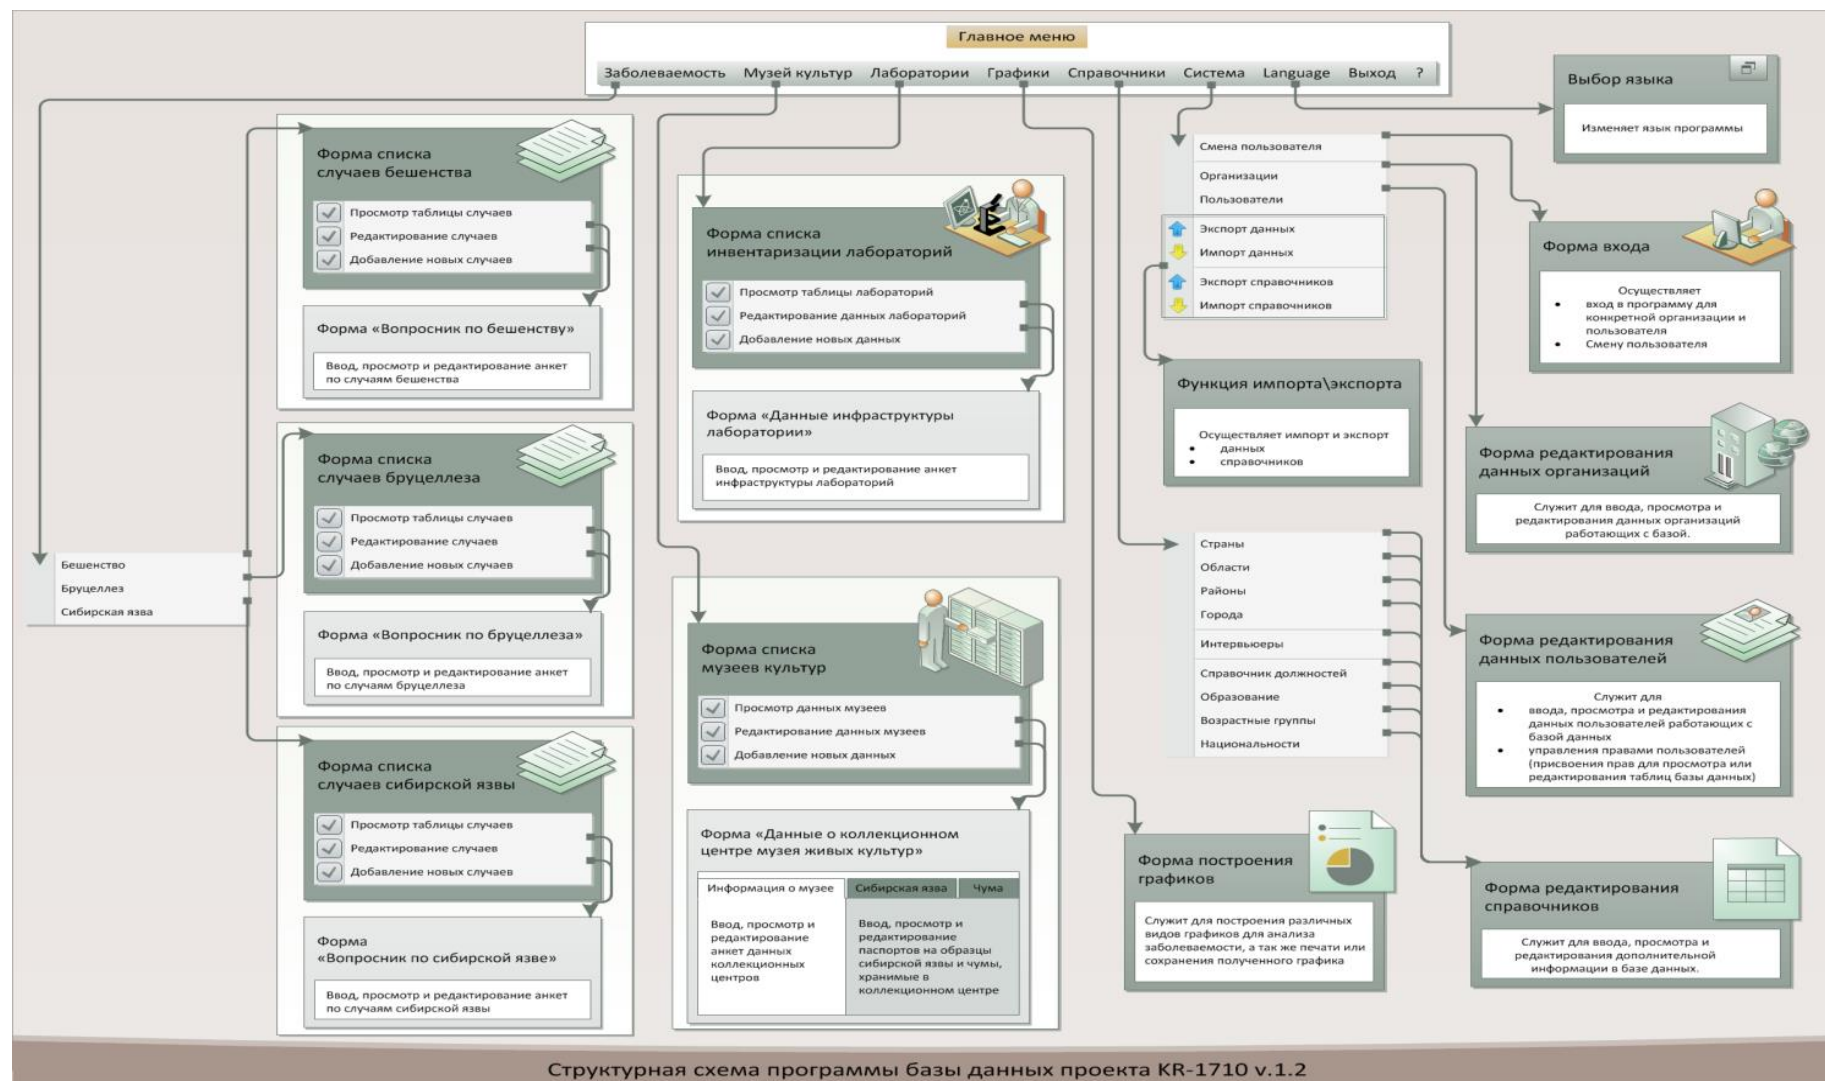 Главное меню
Заболеваемость Музей культур Лаборатории Графики Справочники Система Language Выход ?
Выбор языка
Изменяет язык программы
Форма списка
случаев бешенства
Просмотр таблицы случаев
Редактирование случаев
Добавление новых случаев
Форма «Вопросник по бешенству»
Ввод, просмотр и редактирование анкет
по случаям бешенства
Форма списка
случаев бруцеллеза
Просмотр таблицы случаев
Редактирование случаев
Добавление новых случаев
Форма «Вопросник по бруцеллеза»
Ввод, просмотр и редактирование анкет
по случаям бруцеллеза
Бешенство
Бруцеллез
Сибирская язва
Форма списка
случаев сибирской язвы
Просмотр таблицы случаев
Редактирование случаев
Добавление новых случаев
Форма
«Вопросник по сибирской язве»
Ввод, просмотр и редактирование анкет
по случаям сибирской язвы
Форма списка
инвентаризации лабораторий
Просмотр таблицы лабораторий
Редактирование данных лабораторий
Добавление новых данных
Форма «Данные инфраструктуры
лаборатории»
Ввод, просмотр и редактирование анкет
инфраструктуры лабораторий
Форма списка
музеев культур
Просмотр данных музеев
Редактирование данных музеев
Добавление новых данных
Форма «Данные о коллекционном
центре музея живых культур»
Информация о музее
Ввод, просмотр и
редактирование
анкет данных
коллекционных
центров
Сибирская язва Чума
Ввод, просмотр и
редактирование
паспортов на образцы
сибирской язвы и чумы,
хранимые в
коллекционном центре
Смена пользователя
Организации
Пользователи
Экспорт данных
Импорт данных
Экспорт справочников
Импорт справочников
Функция импорта\экспорта
Осуществляет импорт и экспорт
• данных
• справочников
Страны
Области
Районы
Города
Интервьюеры
Справочник должностей
Образование
Возрастные группы
Национальности
Форма построения
графиков
Служит для построения различных
видов графиков для анализа
заболеваемости, а так же печати или
сохранения полученного графика
Форма входа
Осуществляет
• вход в программу для
конкретной организации и
пользователя
• Смену пользователя
Форма редактирования
данных организаций
Служит для ввода, просмотра и
редактирования данных организаций
работающих с базой.
Форма редактирования
данных пользователей
Служит для
• ввода, просмотра и редактирования
данных пользователей работающих с
базой данных
• управления правами пользователей
(присвоения прав для просмотра или
редактирования таблиц базы данных)
Форма редактирования
справочников
Служит для ввода, просмотра и
редактирования дополнительной
информации в базе данных.
Структурная схема программы базы данных проекта KR-1710 v.1.2